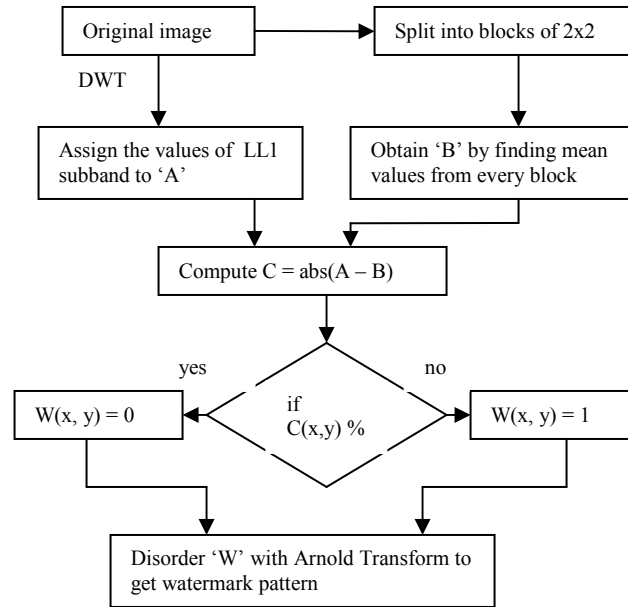 Original image
Split into blocks of 2x2
DWT
Assign the values of LL1
subband to ‘A’
Obtain ‘B’ by finding mean
values from every block
Compute C = abs(A – B)
yes
no
W(x, y) = 0
if
C(x,y) %
W(x, y) = 1
Disorder ‘W’ with Arnold Transform to
get watermark pattern